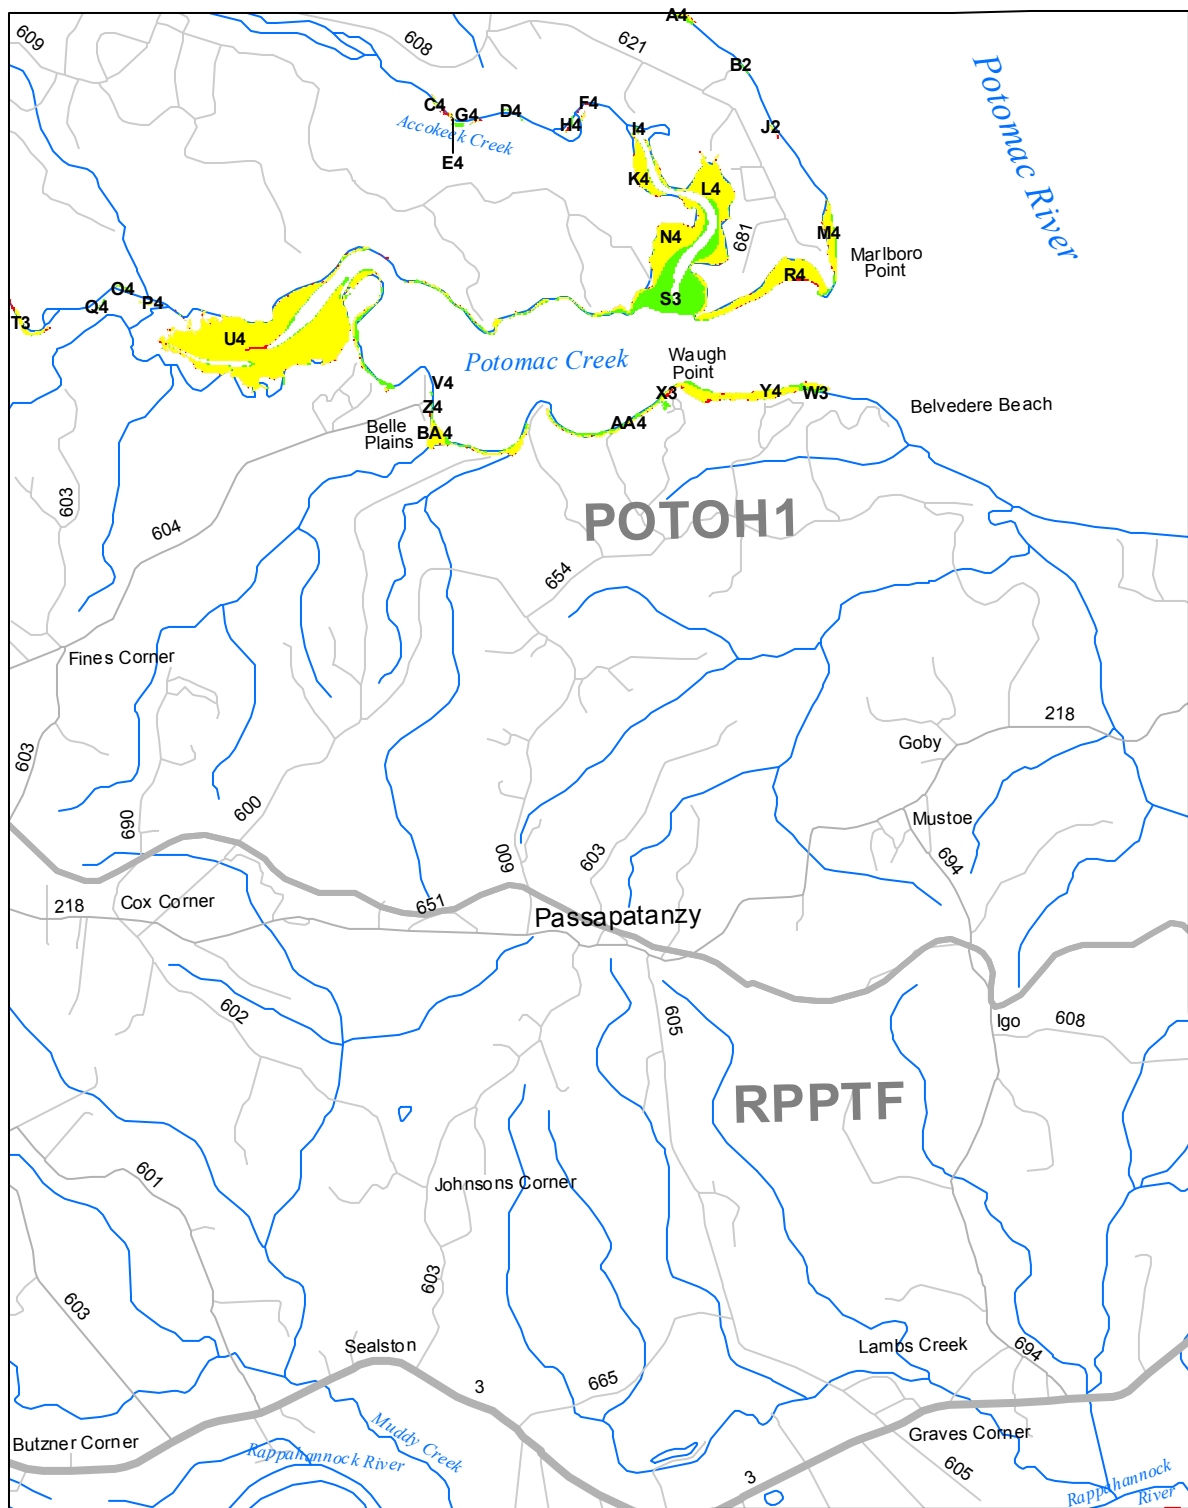 A4
609
608
621
B2
Potomac River
C4
G4
D4
F4
H4
I4
J2
Accokeek Creek
E4
K4
L4
N4
681
M4
Marlboro
Point
R4
S3
O4
Q4
P4
T3
U4
Potomac Creek
Waugh
Point
V4
X3
Y4
W3
Z4
Belvedere Beach
Belle
Plains
BA4
AA4
603
604
POTOH1
654
Fines Corner
218
Goby
603
690
600
Mustoe
600
603
694
218
Cox Corner
651
Passapatanzy
602
605
Igo
608
RPPTF
601
Johnsons Corner
603
603
Sealston
Lambs Creek
694
3
665
Muddy Creek
Butzner Corner
Rappahannock River
Graves Corner
605
3
Rappahannock
River